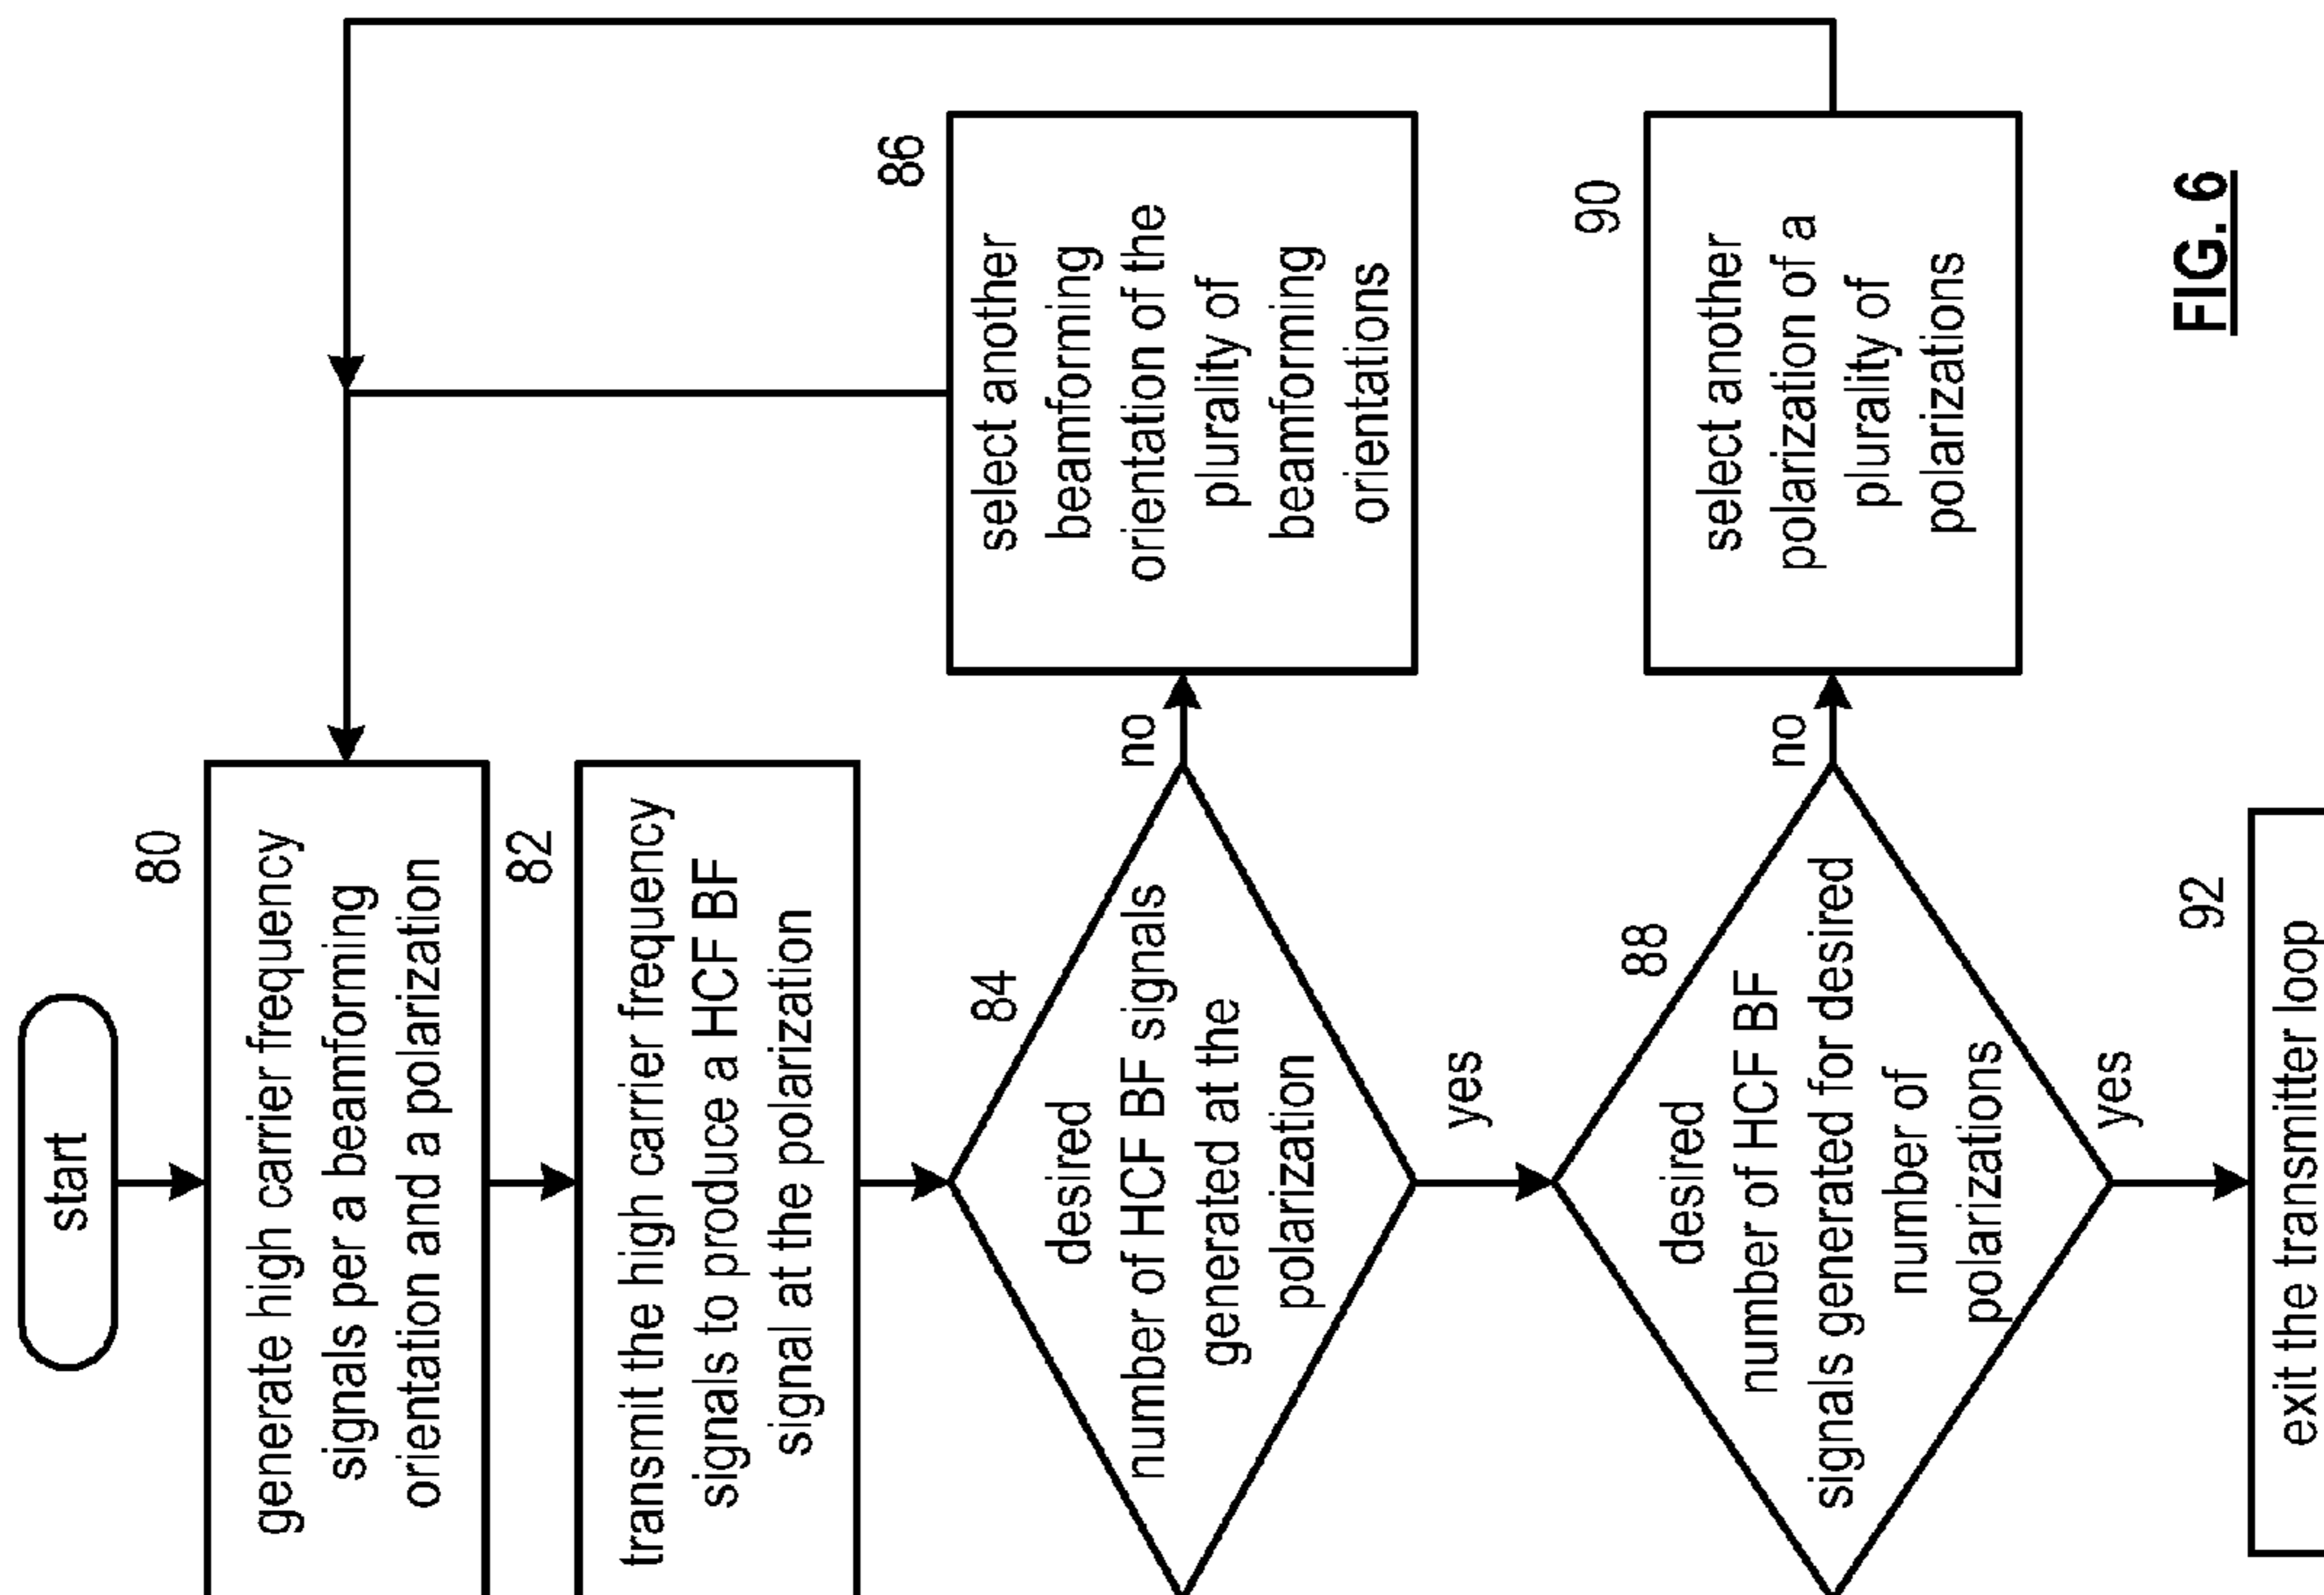 start
80
generate high carrier frequency
signals per a beamforming
orientation and a polarization
82
transmit the high carrier frequency
signals to produce a HCF BF
signal at the polarization
84
desired
number of HCF BF signals
generated at the
polarization
no
86
select another
beamforming
orientation of the
plurality of
beamforming
orientations
yes
88
desired
number of HCF BF
signals generated for desired
number of
polarizations
no
90
select another
polarization of a
plurality of
polarizations
yes
92
exit the transmitter loop
FIG. 6